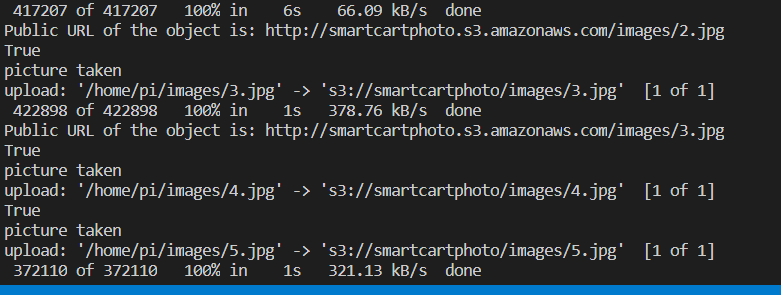 417207 of 417207   100% in    6s    66.09 kB/s  done
Public URL of the object is: http://smartcartphoto.s3.amazonaws.com/images/2.jpg
True
picture taken
upload: '/home/pi/images/3.jpg' -> 's3://smartcartphoto/images/3.jpg'  [1 of 1]
 422898 of 422898   100% in    1s   378.76 kB/s  done
Public URL of the object is: http://smartcartphoto.s3.amazonaws.com/images/3.jpg
True
picture taken
upload: '/home/pi/images/4.jpg' -> 's3://smartcartphoto/images/4.jpg'  [1 of 1]
True
picture taken
upload: '/home/pi/images/5.jpg' -> 's3://smartcartphoto/images/5.jpg'  [1 of 1]
 372110 of 372110   100% in    1s   321.13 kB/s  done